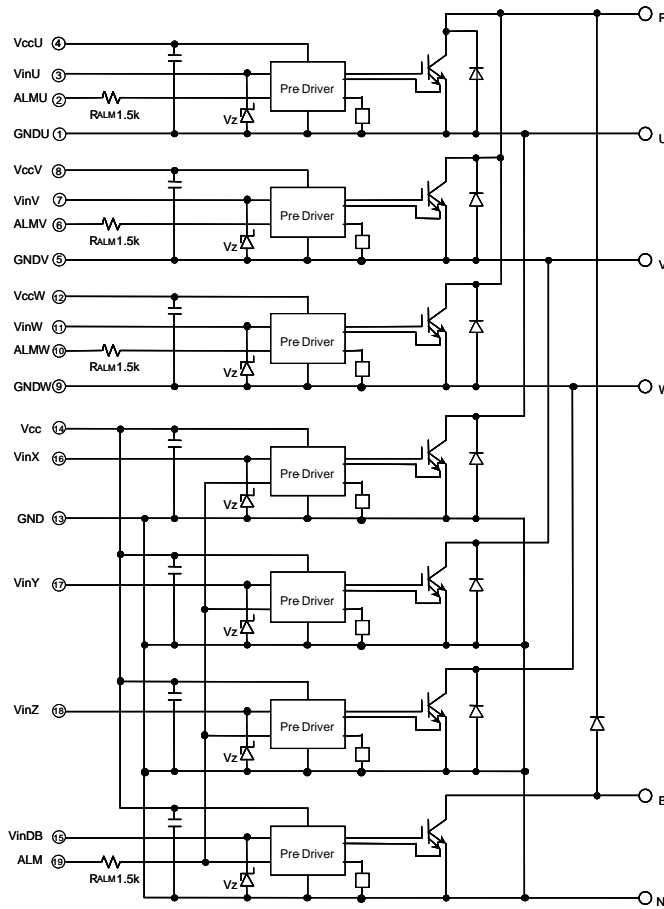 P
VccU ④
VinU ③
Pre Driver
ALMU ②
RALM1.5k
Vz
GNDU ①
U
VccV ⑧
VinV ⑦
Pre Driver
ALMV ⑥
RALM1.5k
Vz
GNDV ⑤
V
VccW ⑫
VinW ⑪
Pre Driver
ALMW ⑩
RALM1.5k
Vz
GNDW ⑨
W
Vcc ⑭
VinX ⑯
Pre Driver
Vz
GND ⑬
VinY ⑰
Pre Driver
Vz
VinZ ⑱
Pre Driver
Vz
B
VinDB ⑮
Pre Driver
ALM ⑲
RALM1.5k
Vz
N